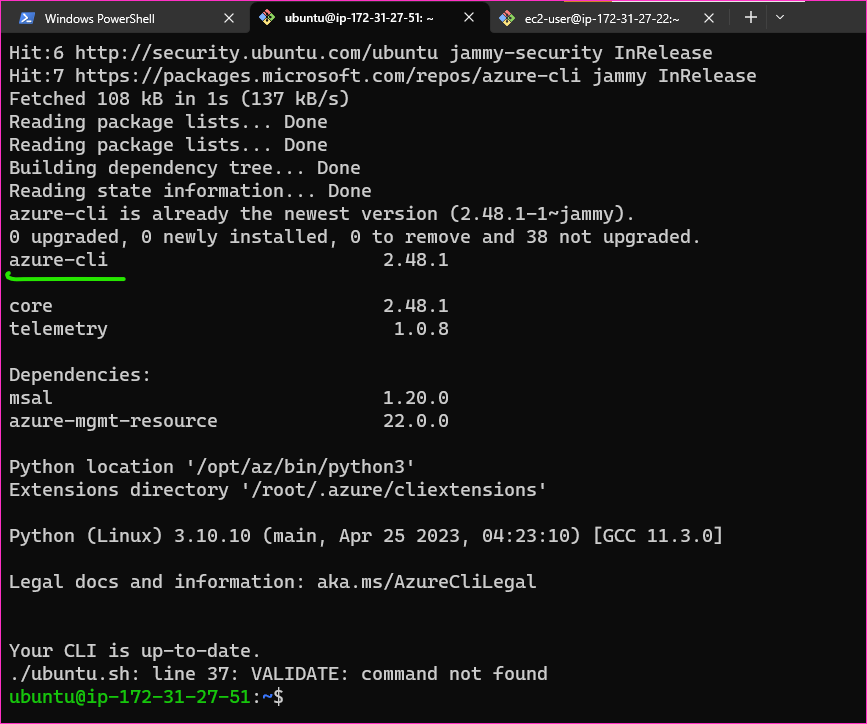 Windows PowerShell
ubuntu@ip-172-31-27-51: ~
ec2-user@ip-172-31-27-22:~
Hit:6 http://security.ubuntu.com/ubuntu jammy-security InRelease
Hit:7 https://packages.microsoft.com/repos/azure-cli jammy InRelease
Fetched 108 kB in 1s (137 kB/s)
Reading package lists... Done
Reading package lists... Done
Building dependency tree... Done
Reading state information... Done
azure-cli is already the newest version (2.48.1-1~jammy).
0 upgraded, 0 newly installed, 0 to remove and 38 not upgraded.
azure-cli                         2.48.1
core                              2.48.1
telemetry                          1.0.8
Dependencies:
msal                              1.20.0
azure-mgmt-resource               22.0.0
Python location '/opt/az/bin/python3'
Extensions directory '/root/.azure/cliextensions'
Python (Linux) 3.10.10 (main, Apr 25 2023, 04:23:10) [GCC 11.3.0]
Legal docs and information: aka.ms/AzureCliLegal
Your CLI is up-to-date.
./ubuntu.sh: line 37: VALIDATE: command not found
ubuntu@ip-172-31-27-51:~$